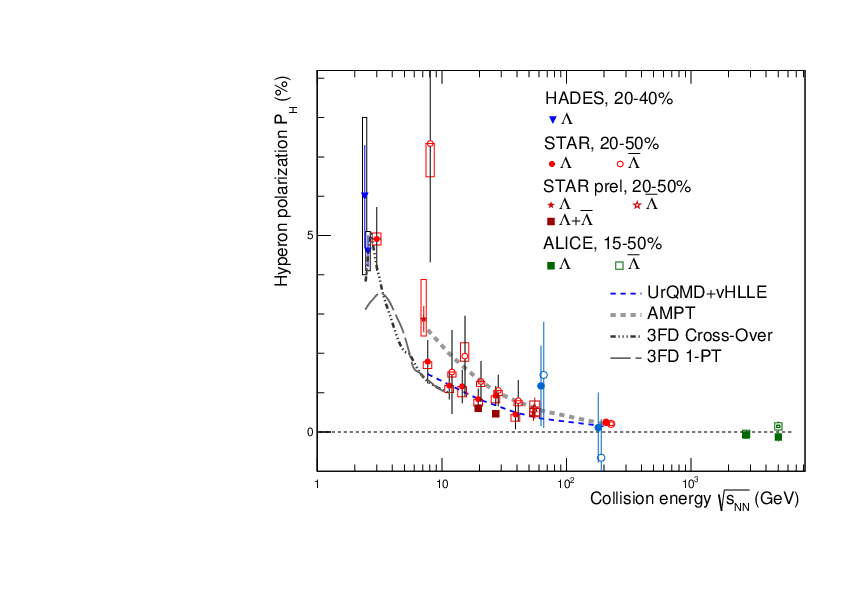 Hyperon polarization P_H (%)
5
0
HADES, 20-40%
Λ
STAR, 20-50%
Λ Λ̅
STAR prel, 20-50%
Λ Λ̅
Λ+Λ̅
ALICE, 15-50%
Λ Λ̅
UrQMD+vHLLE
AMPT
3FD Cross-Over
3FD 1-PT
1 10 10² 10³
Collision energy √s_NN (GeV)